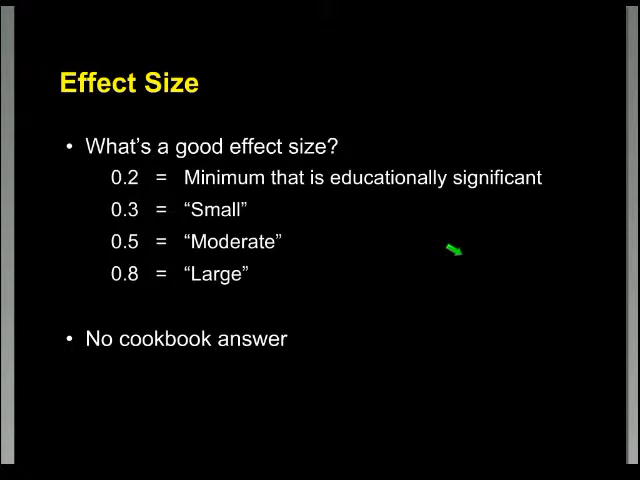 Effect Size
• What’s a good effect size?
0.2 = Minimum that is educationally significant
0.3 = “Small”
0.5 = “Moderate”
0.8 = “Large”
• No cookbook answer